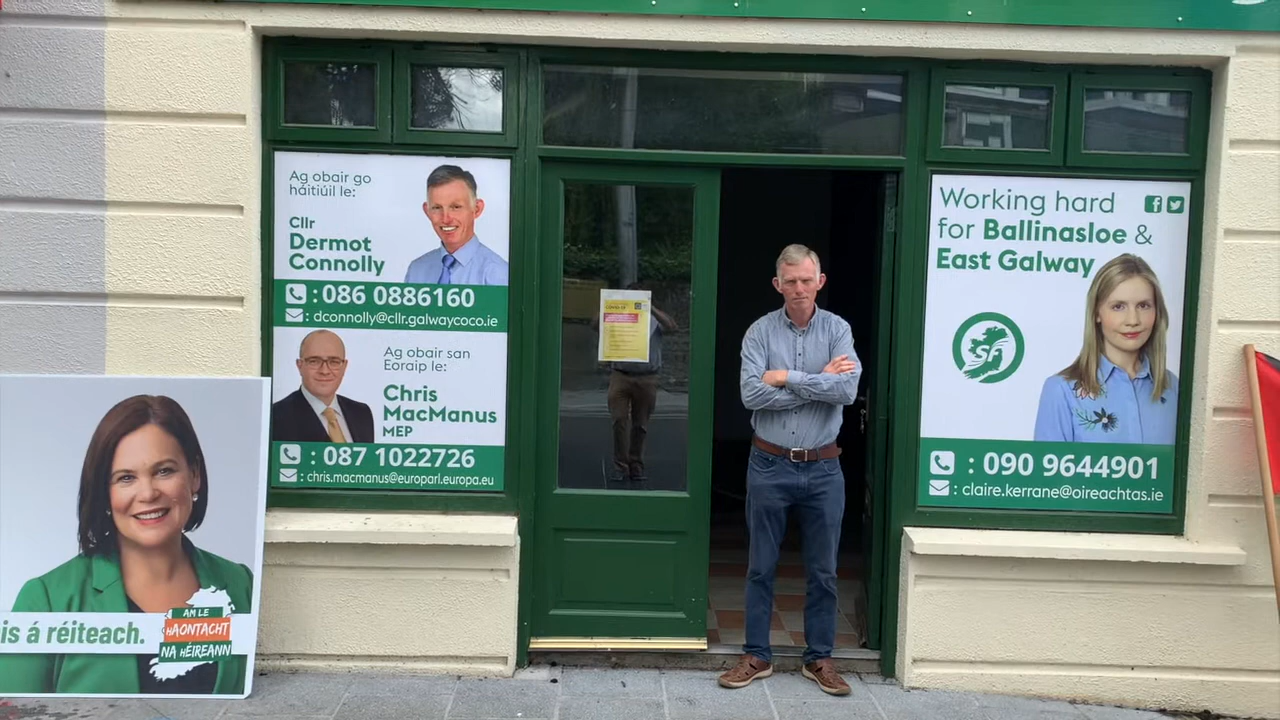 Ag obair go
háitiúil le:
Cllr
Dermot
Connolly
: 086 0886160
: dconnolly@cllr.galwaycoco.ie
Ag obair san
Eoraip le:
Chris
MacManus
MEP
: 087 1022726
: chris.macmanus@europarl.europa.eu
Working hard
for Ballinasloe &
East Galway
SF
: 090 9644901
: claire.kerrane@oireachtas.ie
is á réiteach.
AM LE
hAONTACHT
NA hÉIREANN